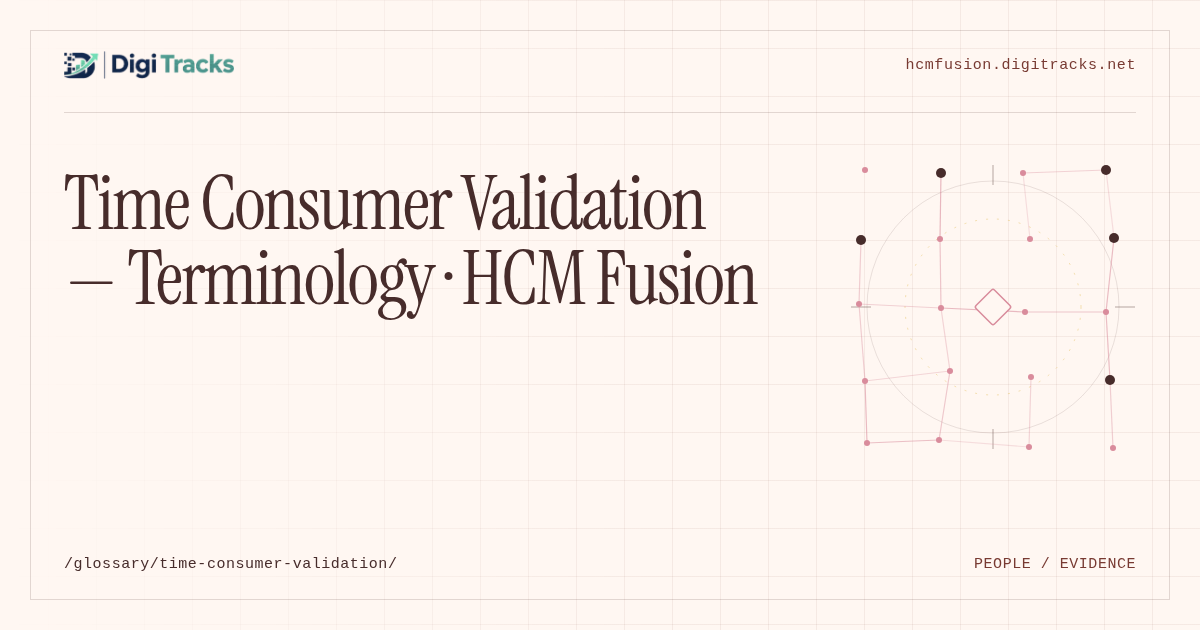 Digi Tracks
hcmfusion.digitracks.net
Time Consumer Validation
— Terminology · HCM Fusion
/glossary/time-consumer-validation/
PEOPLE / EVIDENCE